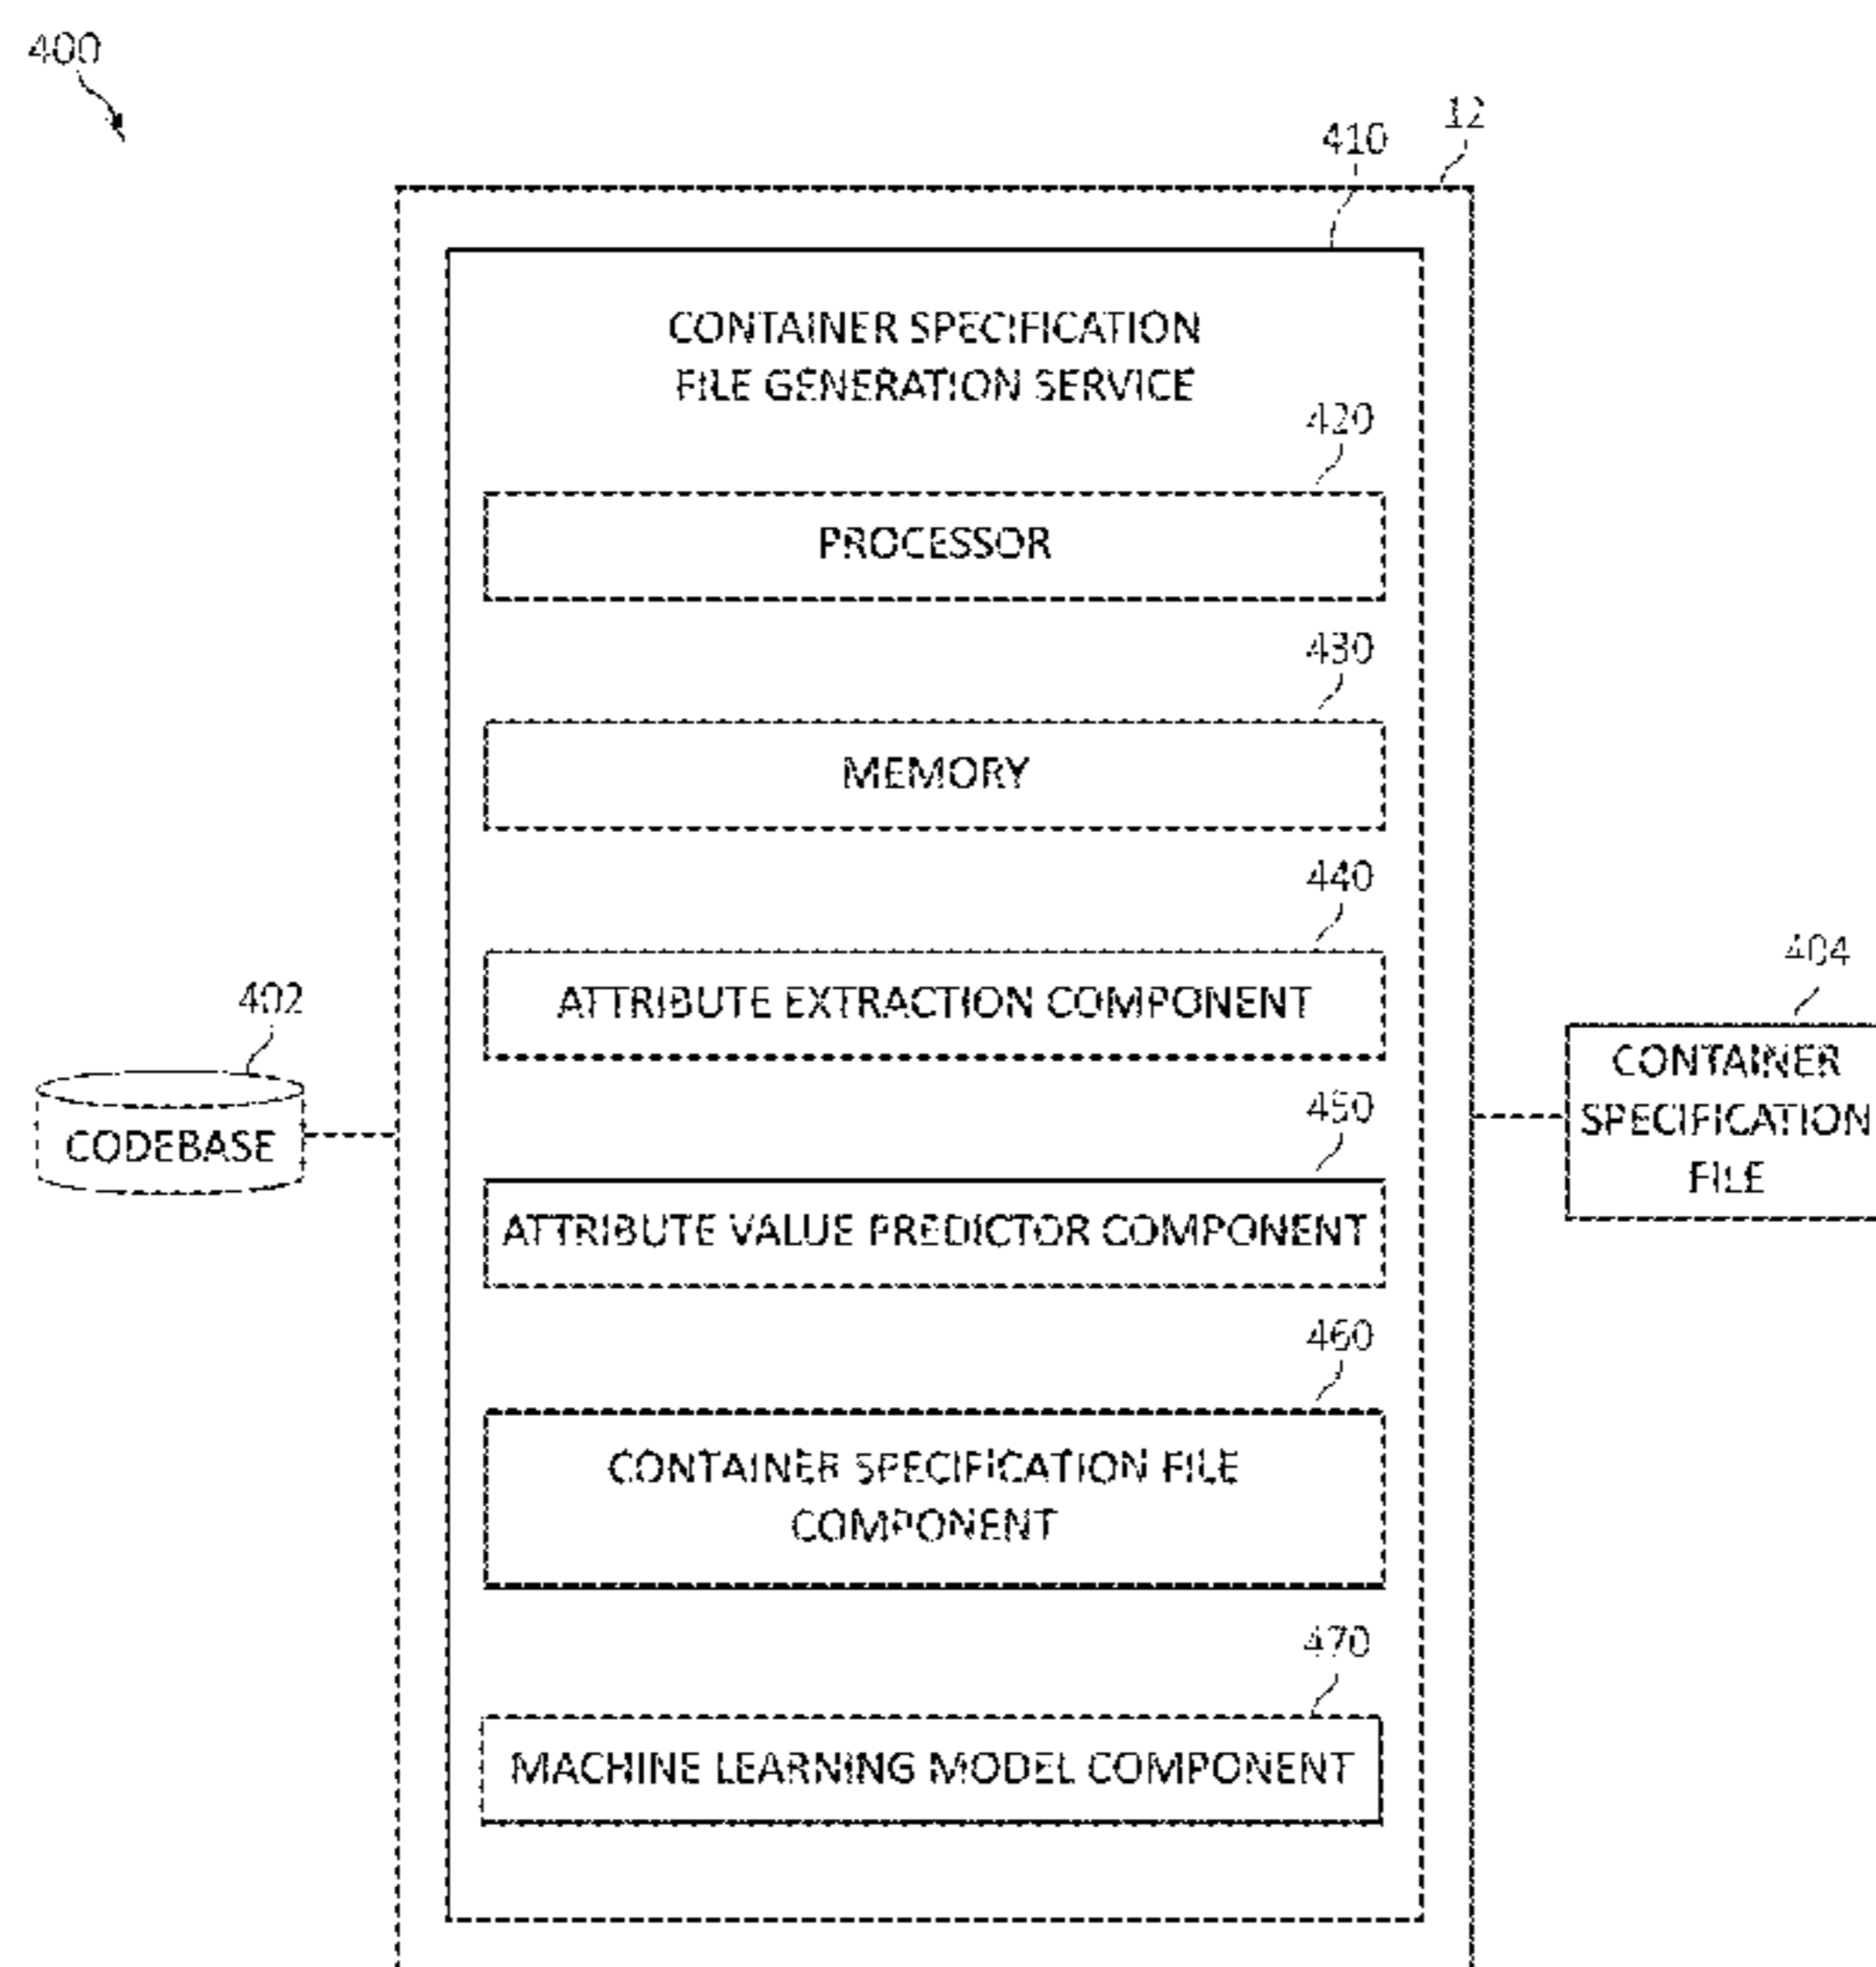 400
12
410
CONTAINER SPECIFICATION
FILE GENERATION SERVICE
420
PROCESSOR
430
MEMORY
440
ATTRIBUTE EXTRACTION COMPONENT
404
402
CONTAINER
SPECIFICATION
FILE
CODEBASE
450
ATTRIBUTE VALUE PREDICTOR COMPONENT
460
CONTAINER SPECIFICATION FILE
COMPONENT
470
MACHINE LEARNING MODEL COMPONENT